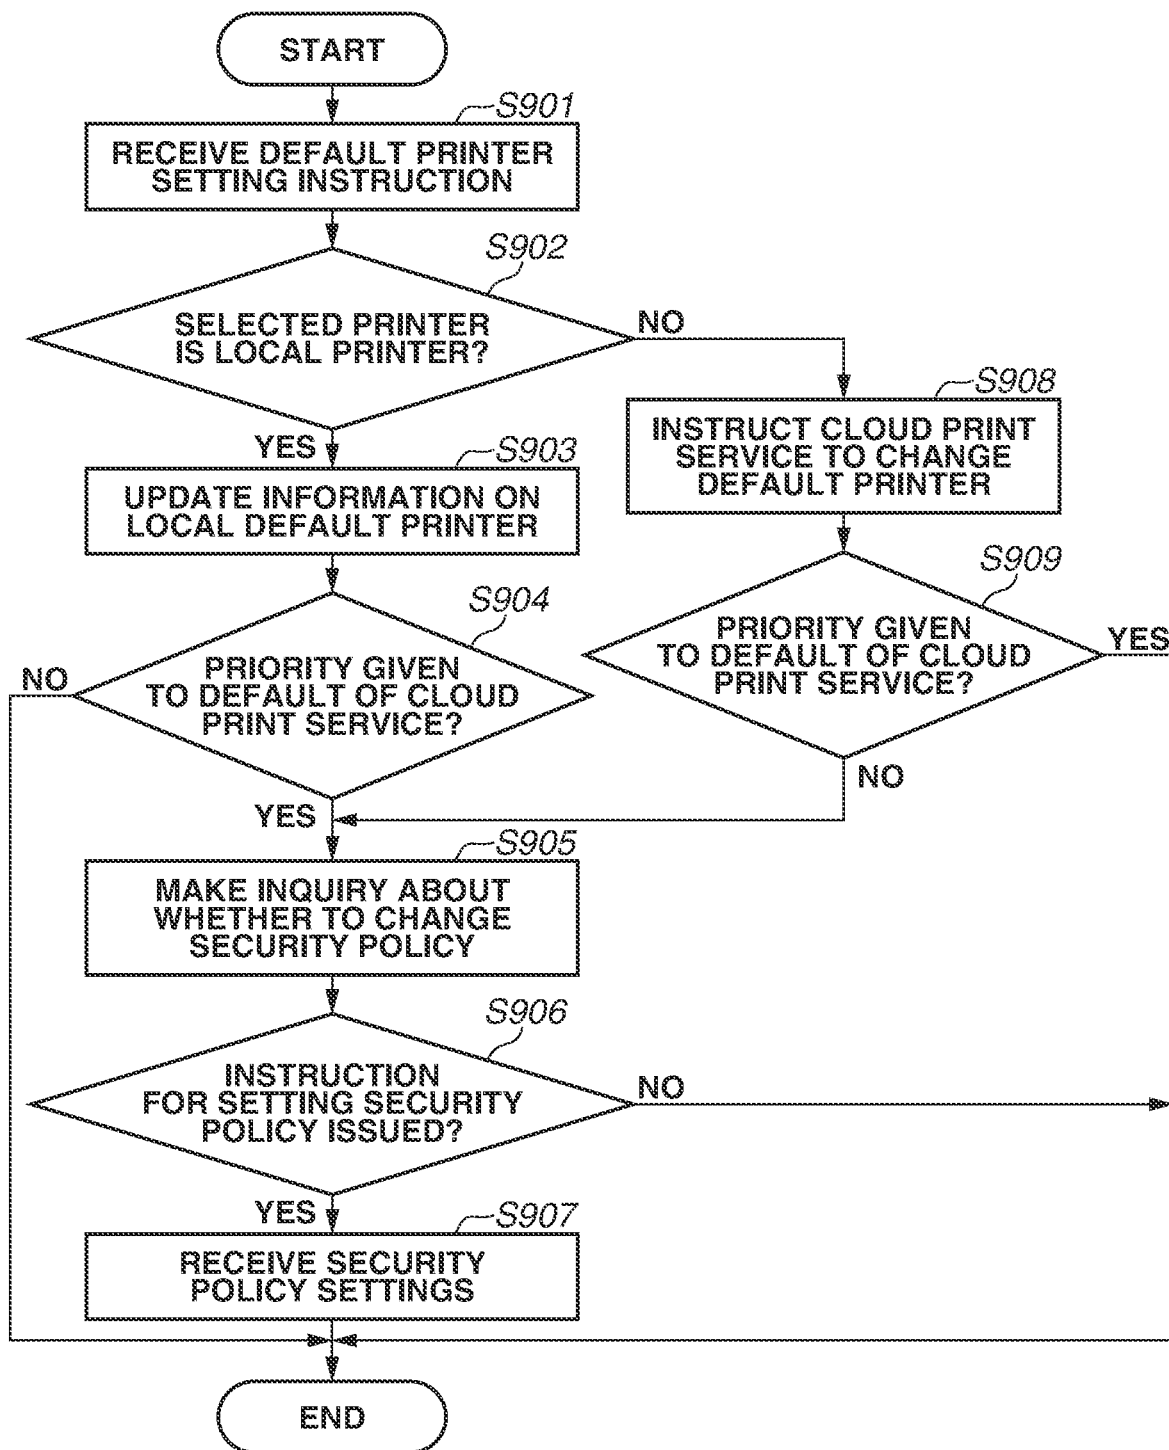 START
S901
RECEIVE DEFAULT PRINTER
SETTING INSTRUCTION
S902
SELECTED PRINTER
IS LOCAL PRINTER?
NO
YES
S903
UPDATE INFORMATION ON
LOCAL DEFAULT PRINTER
S908
INSTRUCT CLOUD PRINT
SERVICE TO CHANGE
DEFAULT PRINTER
S904
PRIORITY GIVEN
TO DEFAULT OF CLOUD
PRINT SERVICE?
NO
YES
S909
PRIORITY GIVEN
TO DEFAULT OF CLOUD
PRINT SERVICE?
YES
NO
S905
MAKE INQUIRY ABOUT
WHETHER TO CHANGE
SECURITY POLICY
S906
INSTRUCTION
FOR SETTING SECURITY
POLICY ISSUED?
NO
YES
S907
RECEIVE SECURITY
POLICY SETTINGS
END